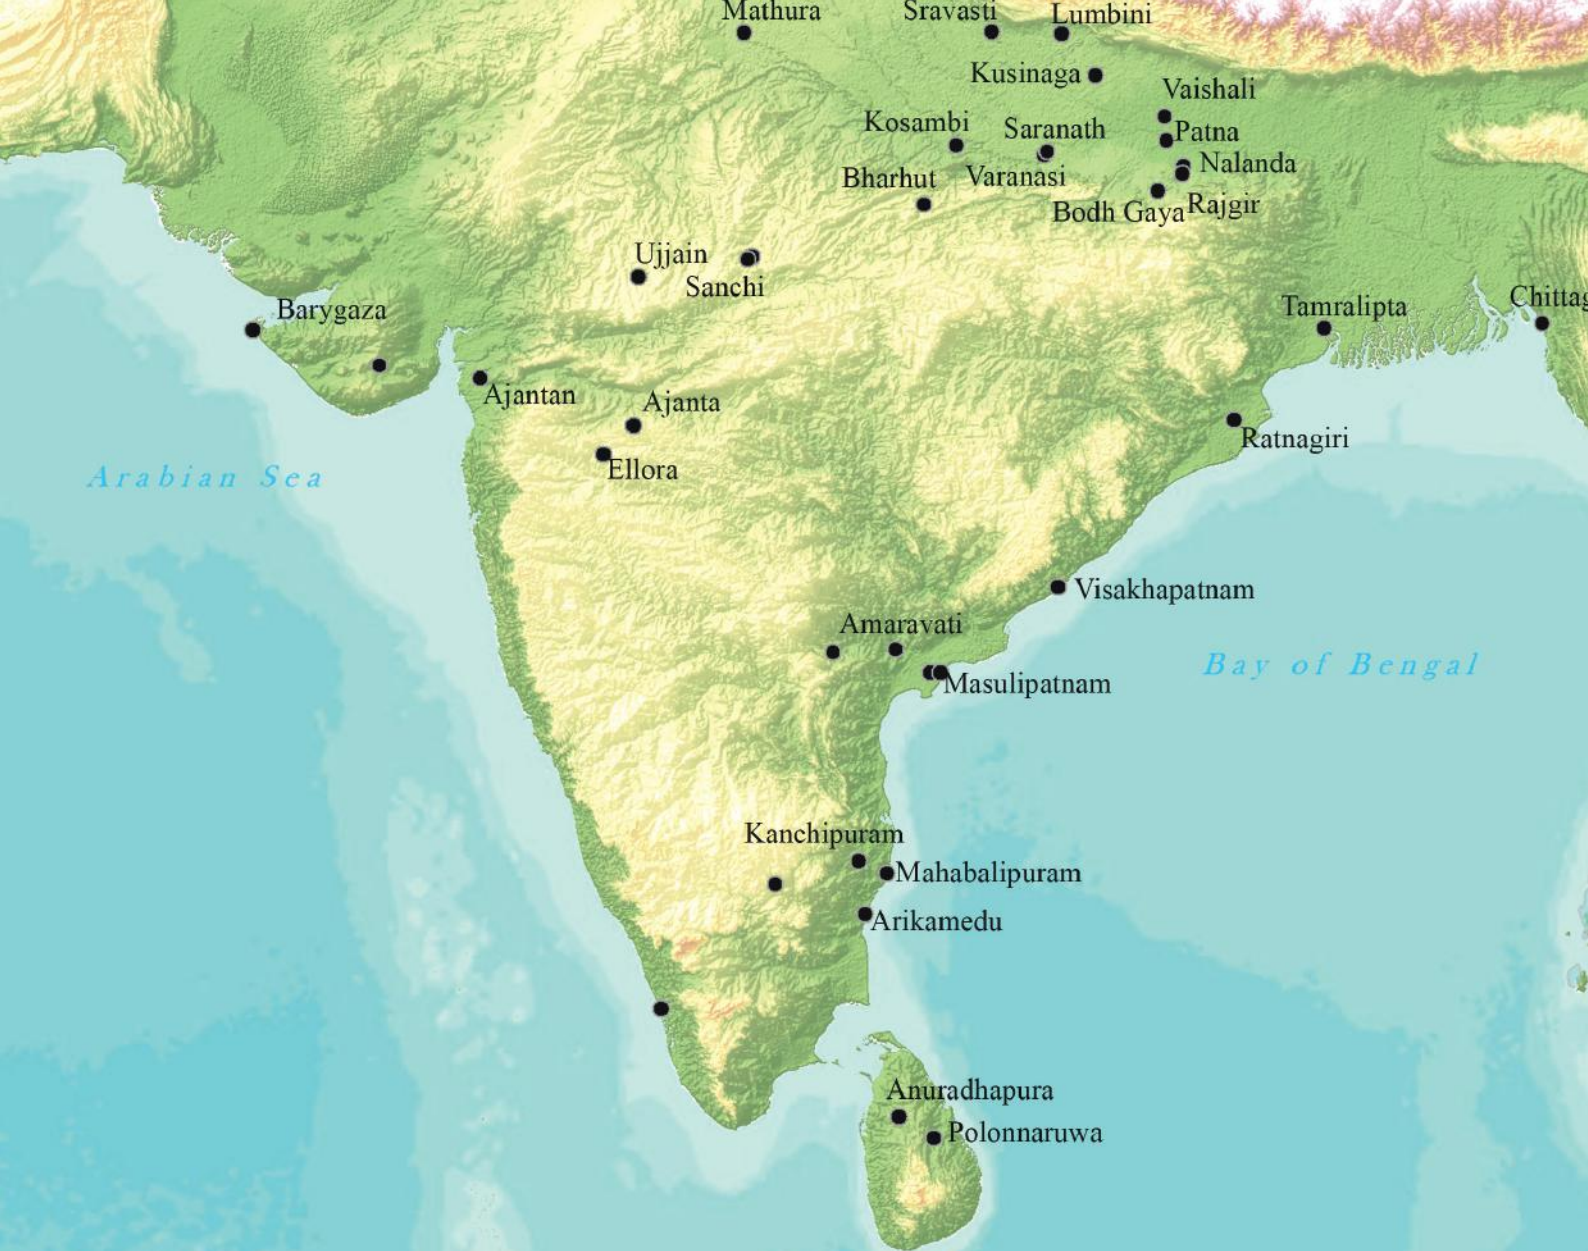 Mathura
Sravasti
Lumbini
Kusinaga
Vaishali
Kosambi
Saranath
Patna
Nalanda
Bharhut
Varanasi
Bodh Gaya
Rajgir
Ujjain
Sanchi
Barygaza
Tamralipta
Chittag
Ajantan
Ajanta
Ratnagiri
Ellora
Arabian Sea
Visakhapatnam
Amaravati
Bay of Bengal
Masulipatnam
Kanchipuram
Mahabalipuram
Arikamedu
Anuradhapura
Polonnaruwa